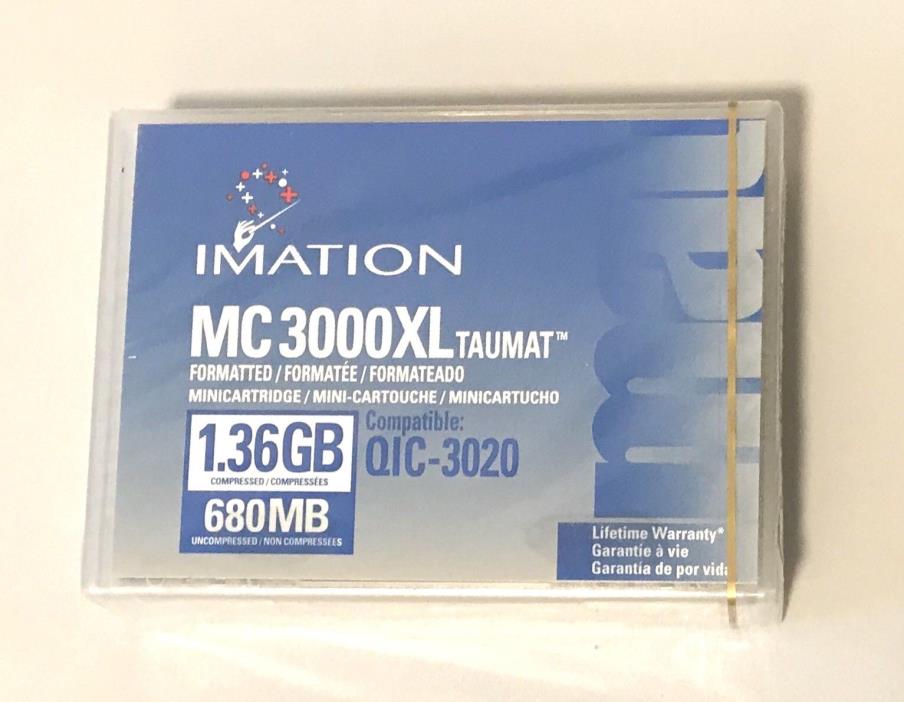 IMATION
MC 3000XL TAUMAT™
FORMATTED / FORMATÉE / FORMATEADO
MINICARTRIDGE / MINI-CARTOUCHE / MINICARTUCHO
1.36GB
COMPRESSED / COMPRESSÉES
680MB
UNCOMPRESSED / NON COMPRESSÉES
Compatible:
QIC-3020
mat
Lifetime Warranty*
Garantie à vie
Garantía de por vida